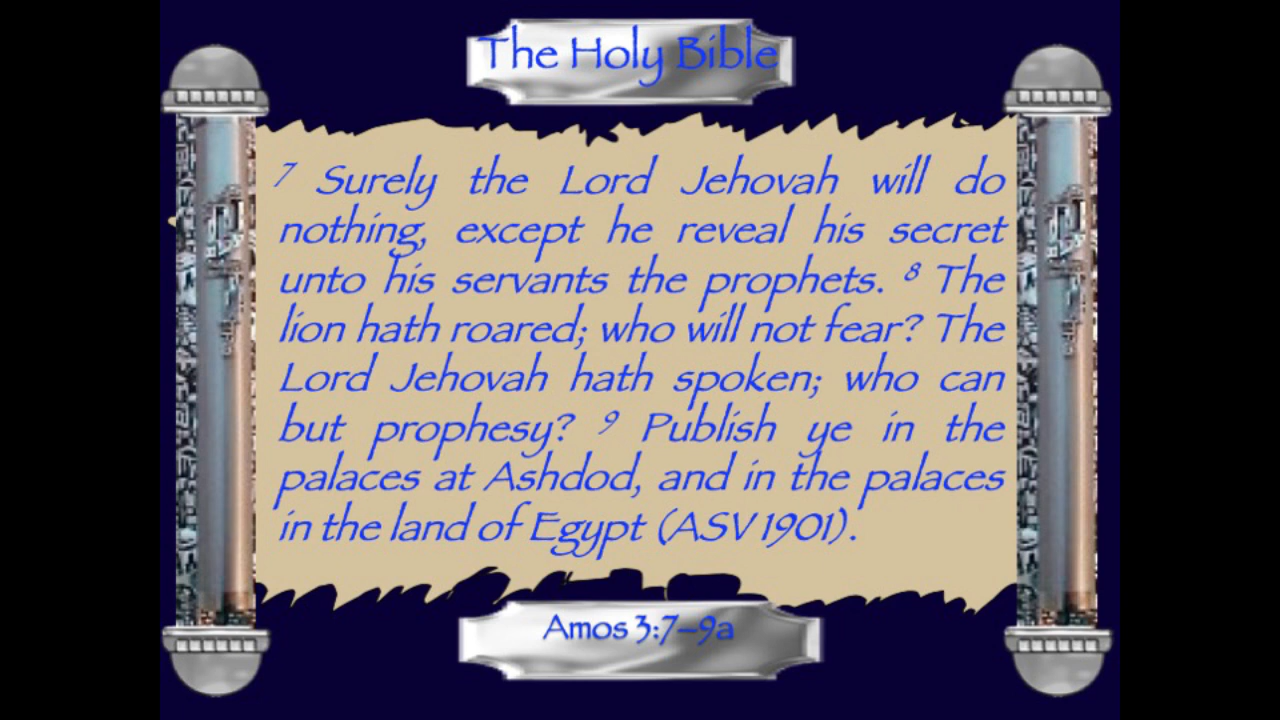 The Holy Bible
7 Surely the Lord Jehovah will do
nothing, except he reveal his secret
unto his servants the prophets. 8 The
lion hath roared; who will not fear? The
Lord Jehovah hath spoken; who can
but prophesy? 9 Publish ye in the
palaces at Ashdod, and in the palaces
in the land of Egypt (ASV 1901).
Amos 3:7–9a